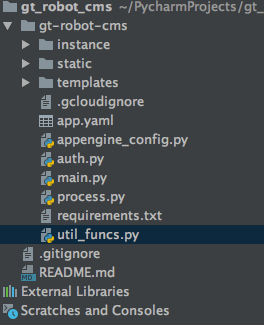 gt_robot_cms ~/PycharmProjects/gt_
gt-robot-cms
instance
static
templates
.gcloudignore
app.yaml
appengine_config.py
auth.py
main.py
process.py
requirements.txt
util_funcs.py
.gitignore
README.md
External Libraries
Scratches and Consoles